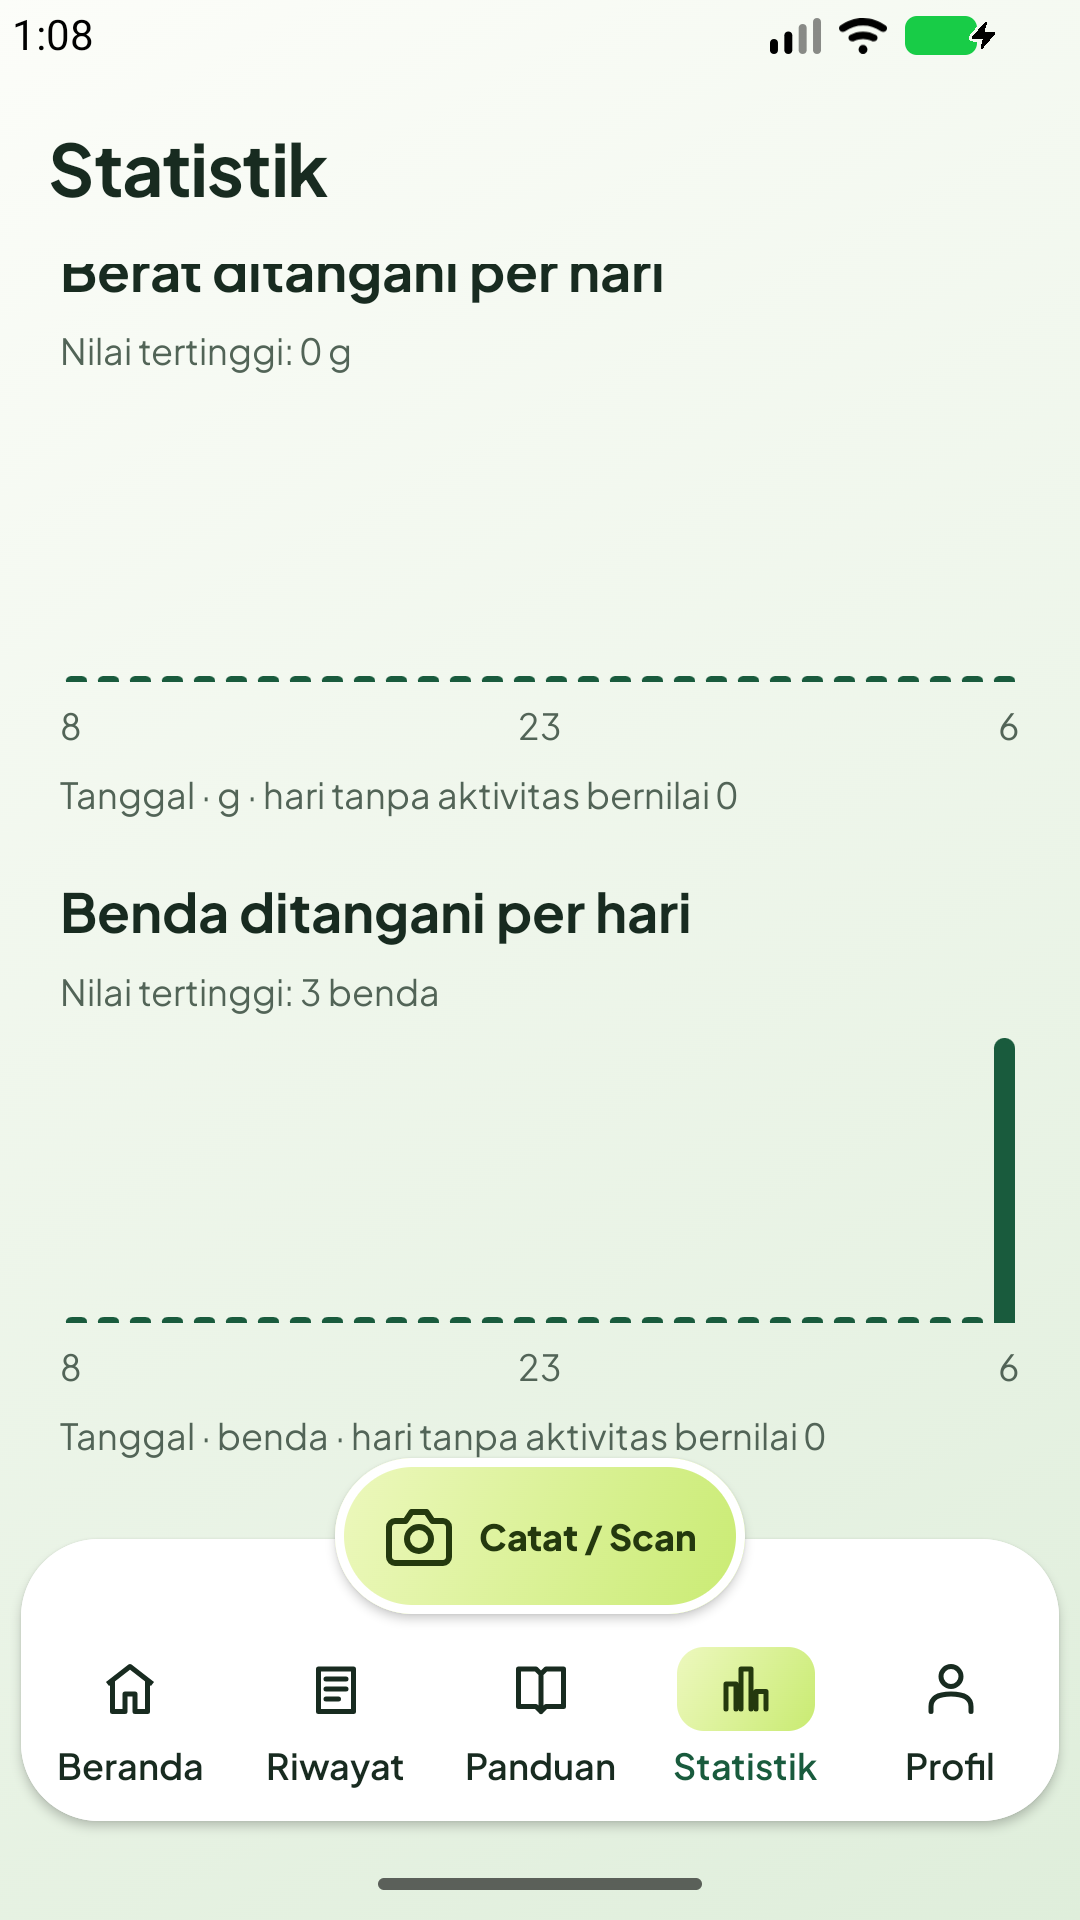 1:08
Statistik
Berat ditangani per hari
Nilai tertinggi: 0 g
8 23 6
Tanggal · g · hari tanpa aktivitas bernilai 0
Benda ditangani per hari
Nilai tertinggi: 3 benda
8 23 6
Tanggal · benda · hari tanpa aktivitas bernilai 0
Catat / Scan
Beranda Riwayat Panduan Statistik Profil